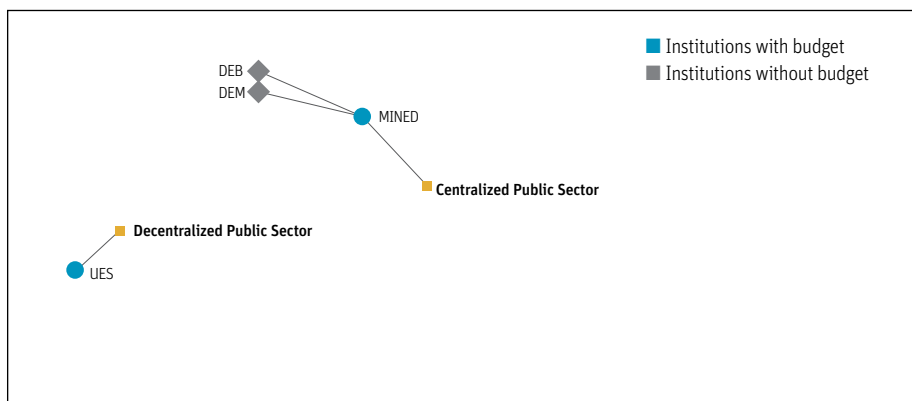 Institutions with budget
Institutions without budget
DEB
DEM
MINED
Centralized Public Sector
Decentralized Public Sector
UES